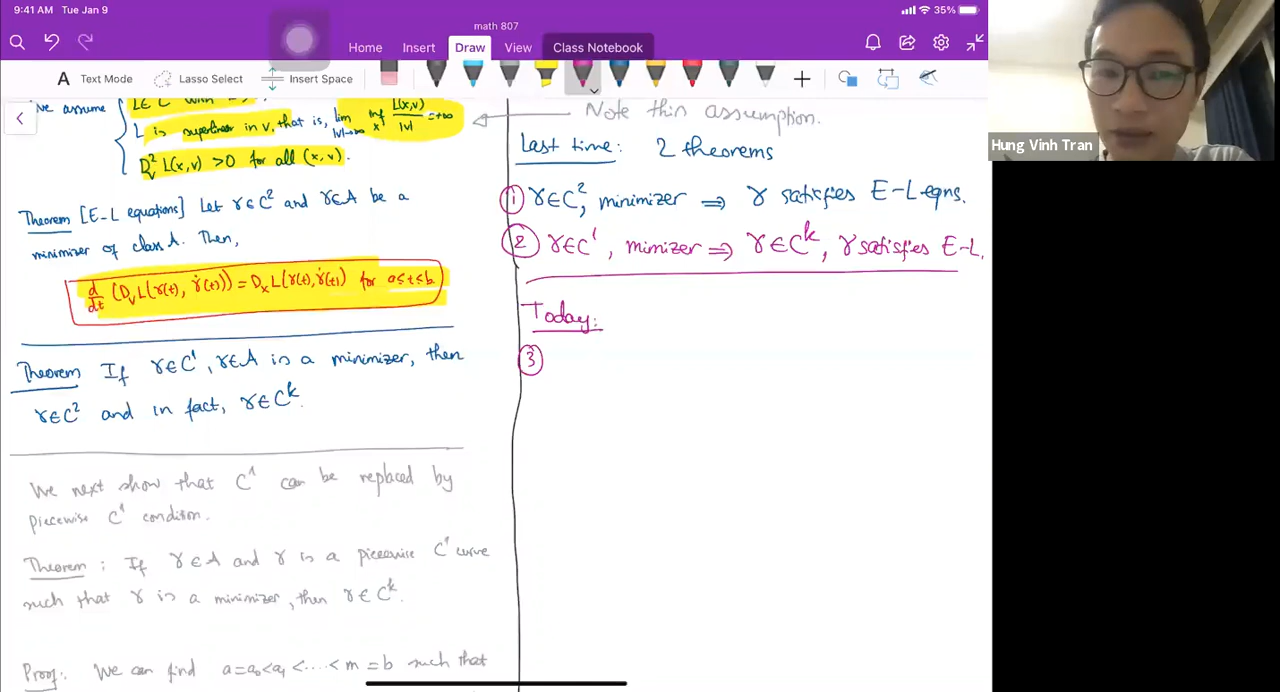 9:41 AM Tue Jan 9
35%
math 807
Home Insert Draw View Class Notebook
A Text Mode Lasso Select Insert Space
we assume L∈C with
L is superlinear in v, that is, lim |v|→∞ inf x L(x,v)/|v| = +∞
D²ᵥ L(x,v) > 0 for all (x,v).
Theorem [E-L equations] Let γ∈C² and γ∈A be a
minimizer of class A. Then,
d/dt (DᵥL(γ(t), γ̇(t))) = DₓL(γ(t), γ̇(t)) for a≤t≤b.
Theorem If γ∈C¹, γ∈A is a minimizer, then
γ∈C² and in fact, γ∈Cᵏ.
We next show that C¹ can be replaced by
piecewise C¹ condition.
Theorem: If γ∈A and γ is a piecewise C¹ curve
such that γ is a minimizer, then γ∈Cᵏ.
Proof: We can find a=a₀<a₁<....<m=b such that
Note this assumption.
Last time: 2 theorems
① γ∈C², minimizer ⇒ γ satisfies E-L eqns.
② γ∈C¹, mimizer ⇒ γ∈Cᵏ, γ satisfies E-L.
Today:
③
Hung Vinh Tran